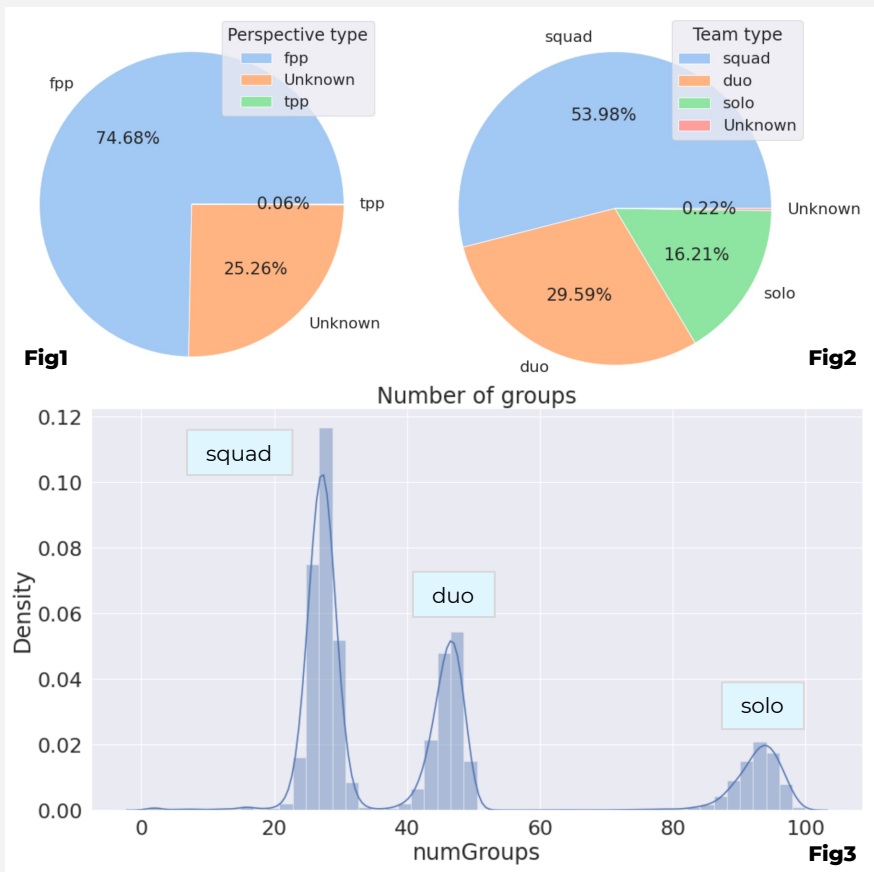 Perspective type
fpp
Unknown
tpp
fpp
74.68%
0.06%
tpp
25.26%
Unknown
Fig1
squad
Team type
squad
duo
solo
Unknown
53.98%
0.22%
Unknown
16.21%
29.59%
solo
duo
Fig2
Number of groups
0.12
0.10
0.08
0.06
0.04
0.02
0.00
Density
squad
duo
solo
0
20
40
60
80
100
numGroups
Fig3